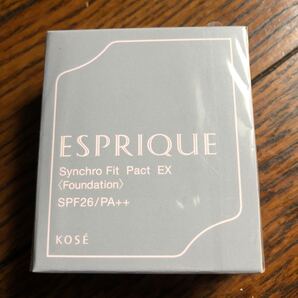 ESPRIQUE
Synchro Fit Pact EX
〈Foundation〉
SPF26/PA++
KOSÉ